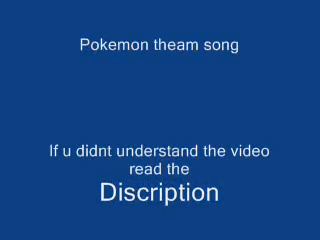 Pokemon theam song
If u didnt understand the video
read the
Discription